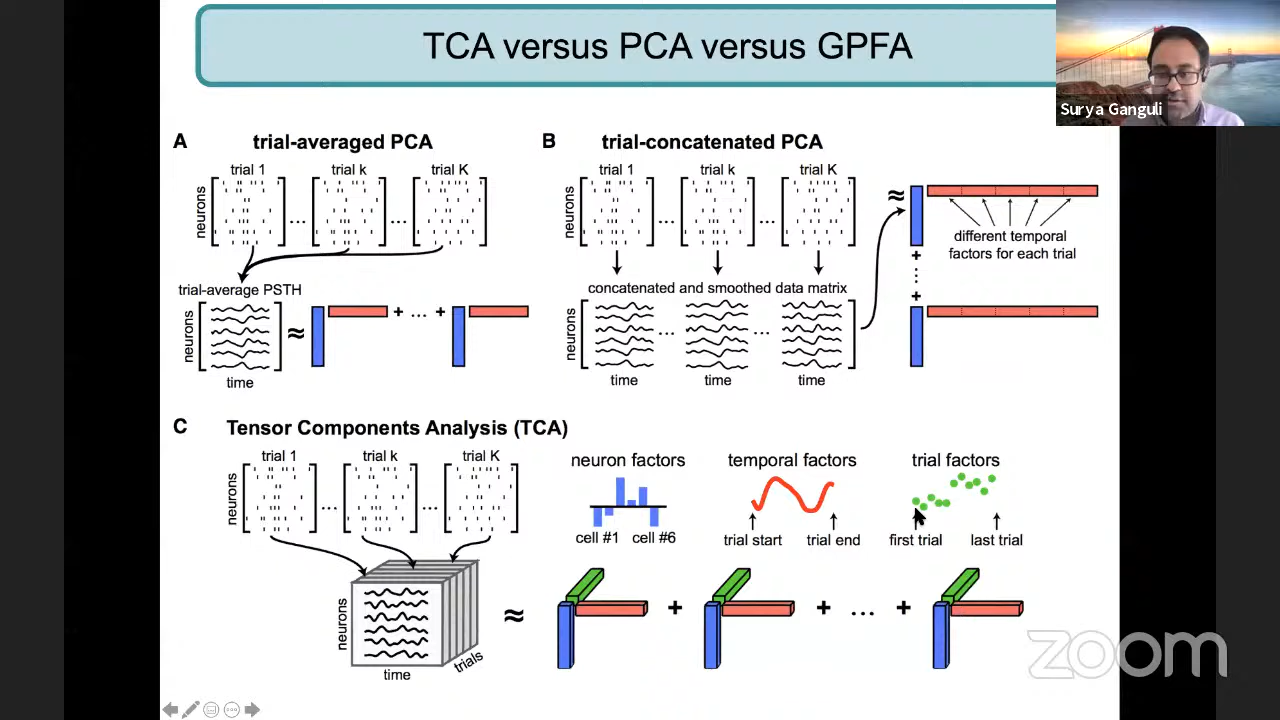 TCA versus PCA versus GPFA
Surya Ganguli
A trial-averaged PCA
trial 1 trial k trial K
neurons
... ...
trial-average PSTH
neurons
≈ + ... +
time
B trial-concatenated PCA
trial 1 trial k trial K
neurons
... ...
concatenated and smoothed data matrix
neurons
... ...
time time time
≈
different temporal
factors for each trial
+
⋮
+
C Tensor Components Analysis (TCA)
trial 1 trial k trial K
neurons
... ...
neurons
time
trials
neuron factors temporal factors trial factors
cell #1 cell #6 trial start trial end first trial last trial
≈ + + ... +
zoom